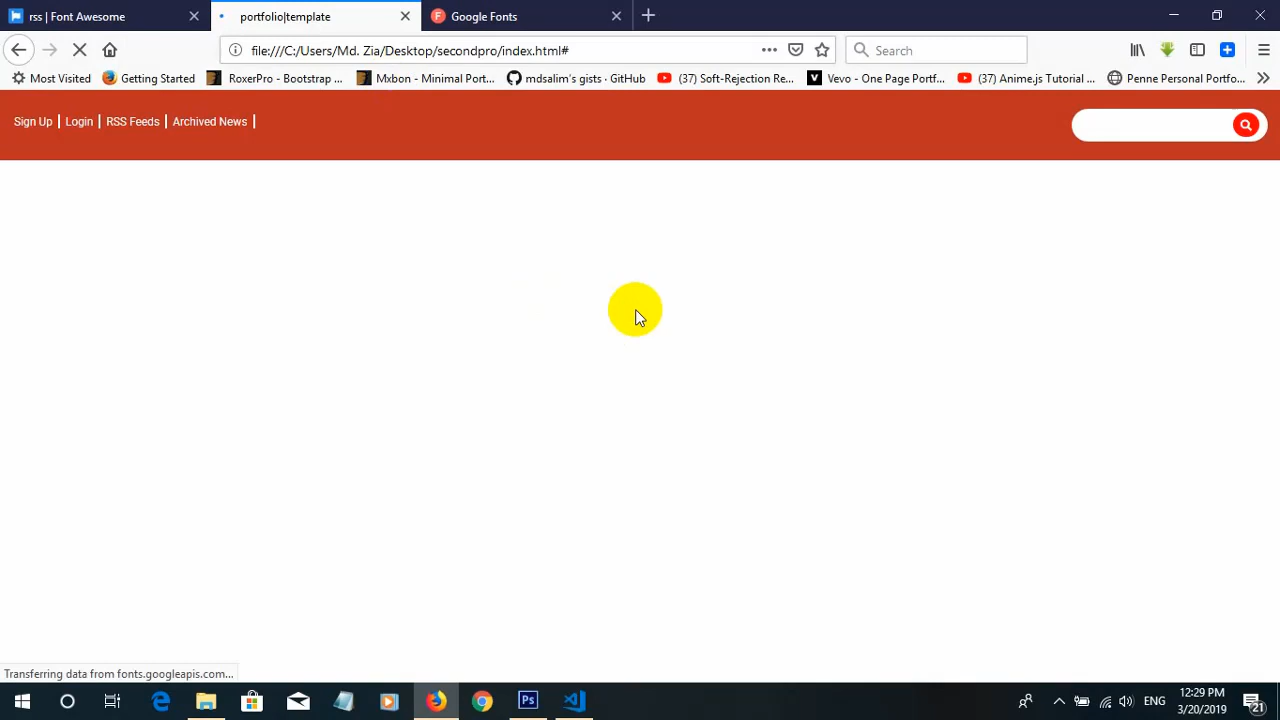 rss | Font Awesome
portfolio|template
Google Fonts
file:///C:/Users/Md. Zia/Desktop/secondpro/index.html#
Search
Most Visited
Getting Started
RoxerPro - Bootstrap ...
Mxbon - Minimal Port...
mdsalim's gists · GitHub
(37) Soft-Rejection Re...
Vevo - One Page Portf...
(37) Anime.js Tutorial ...
Penne Personal Portfo...
Sign Up
Login
RSS Feeds
Archived News
Transferring data from fonts.googleapis.com...
ENG
12:29 PM
3/20/2019
21